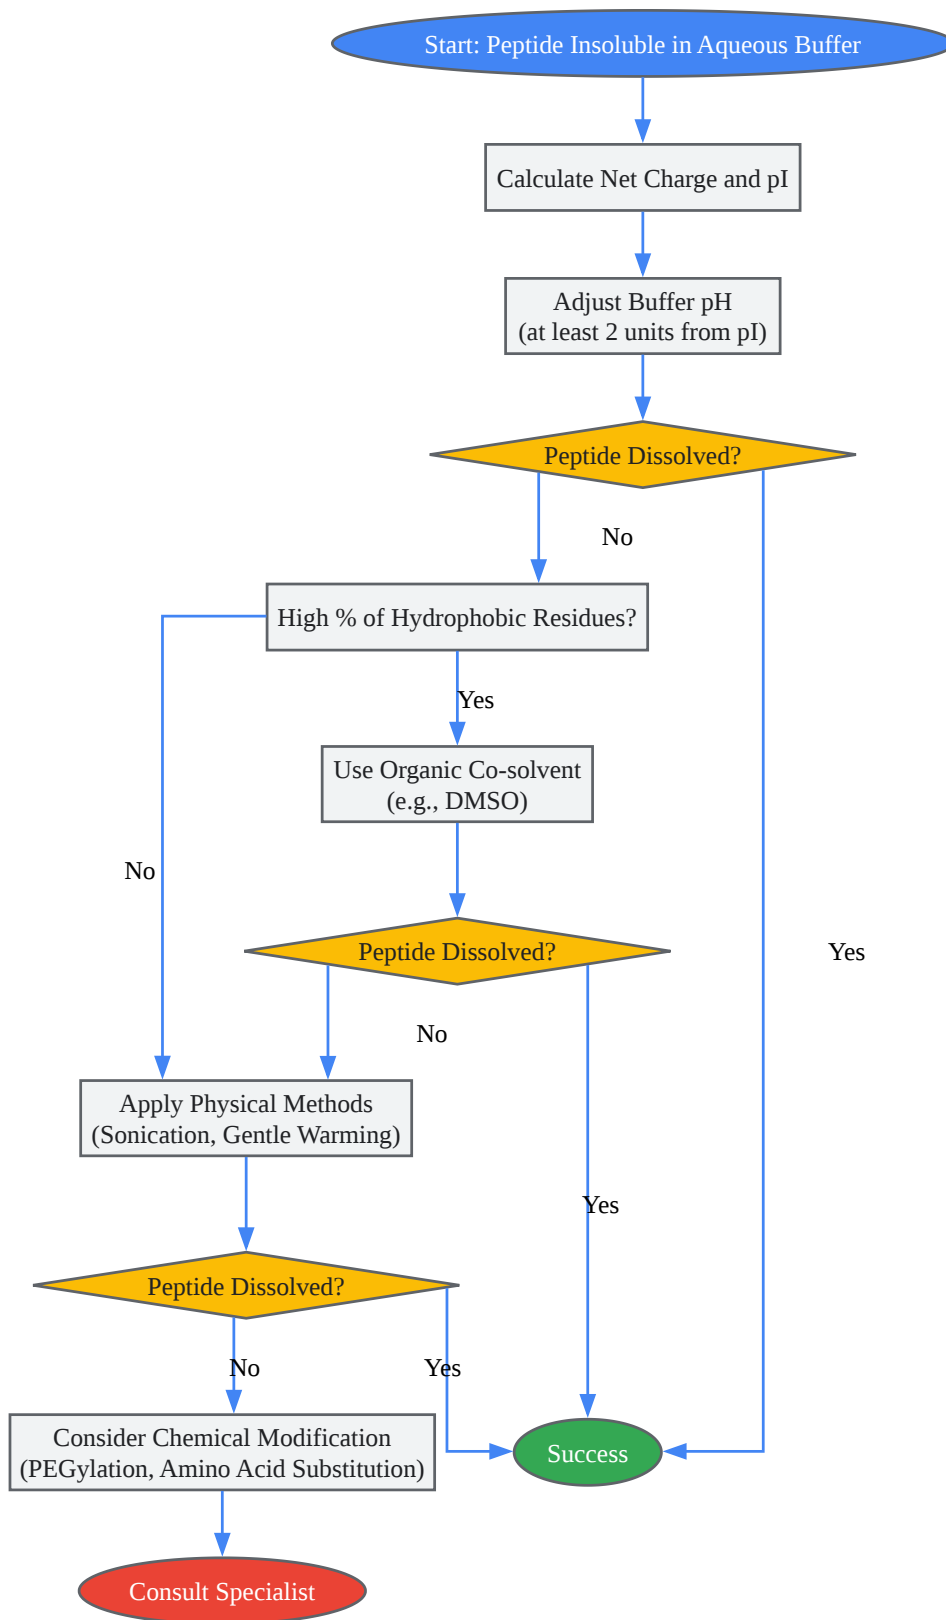 Start: Peptide Insoluble in Aqueous Buffer
Calculate Net Charge and pI
Adjust Buffer pH
(at least 2 units from pI)
Peptide Dissolved?
No
High % of Hydrophobic Residues?
Yes
Use Organic Co-solvent
(e.g., DMSO)
No
Peptide Dissolved?
Yes
No
Apply Physical Methods
(Sonication, Gentle Warming)
Yes
Peptide Dissolved?
No
Yes
Consider Chemical Modification
(PEGylation, Amino Acid Substitution)
Success
Consult Specialist